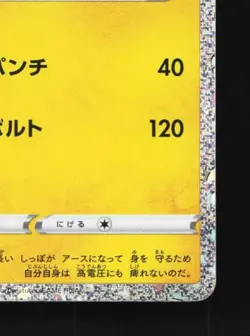 パンチ 40
ボルト 120
にげる
長い しっぽが アースになって 身を 守るため
自分自身は 高電圧にも 痺れないのだ。